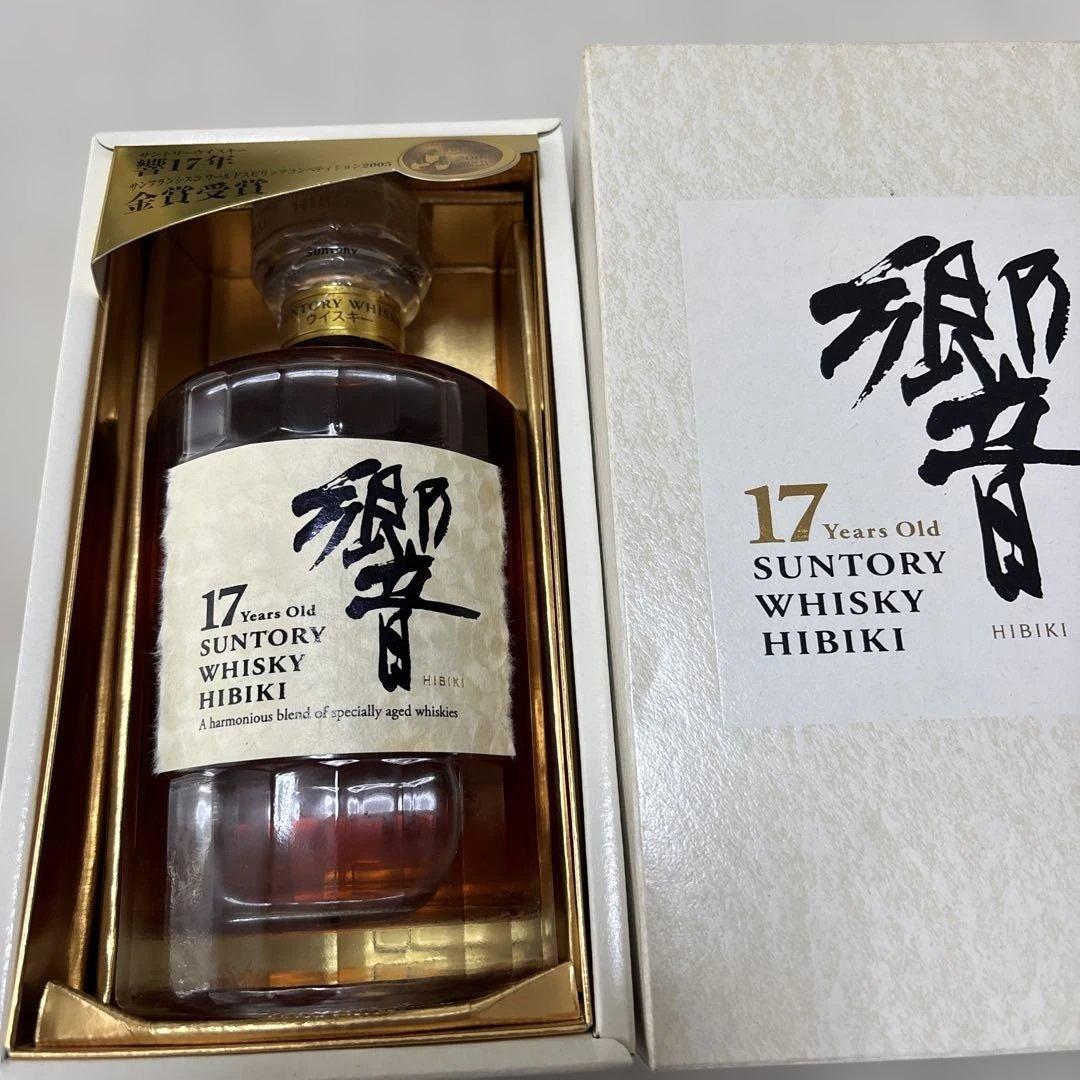 サントリーウイスキー
響17年
サンフランシスコ ワールドスピリッツコンペティション2005
金賞受賞
SUNTORY
SUNTORY WHISKY
ウイスキー
響
17 Years Old
SUNTORY
WHISKY
HIBIKI
HIBIKI
A harmonious blend of specially aged whiskies
響
17 Years Old
SUNTORY
WHISKY
HIBIKI
HIBIKI